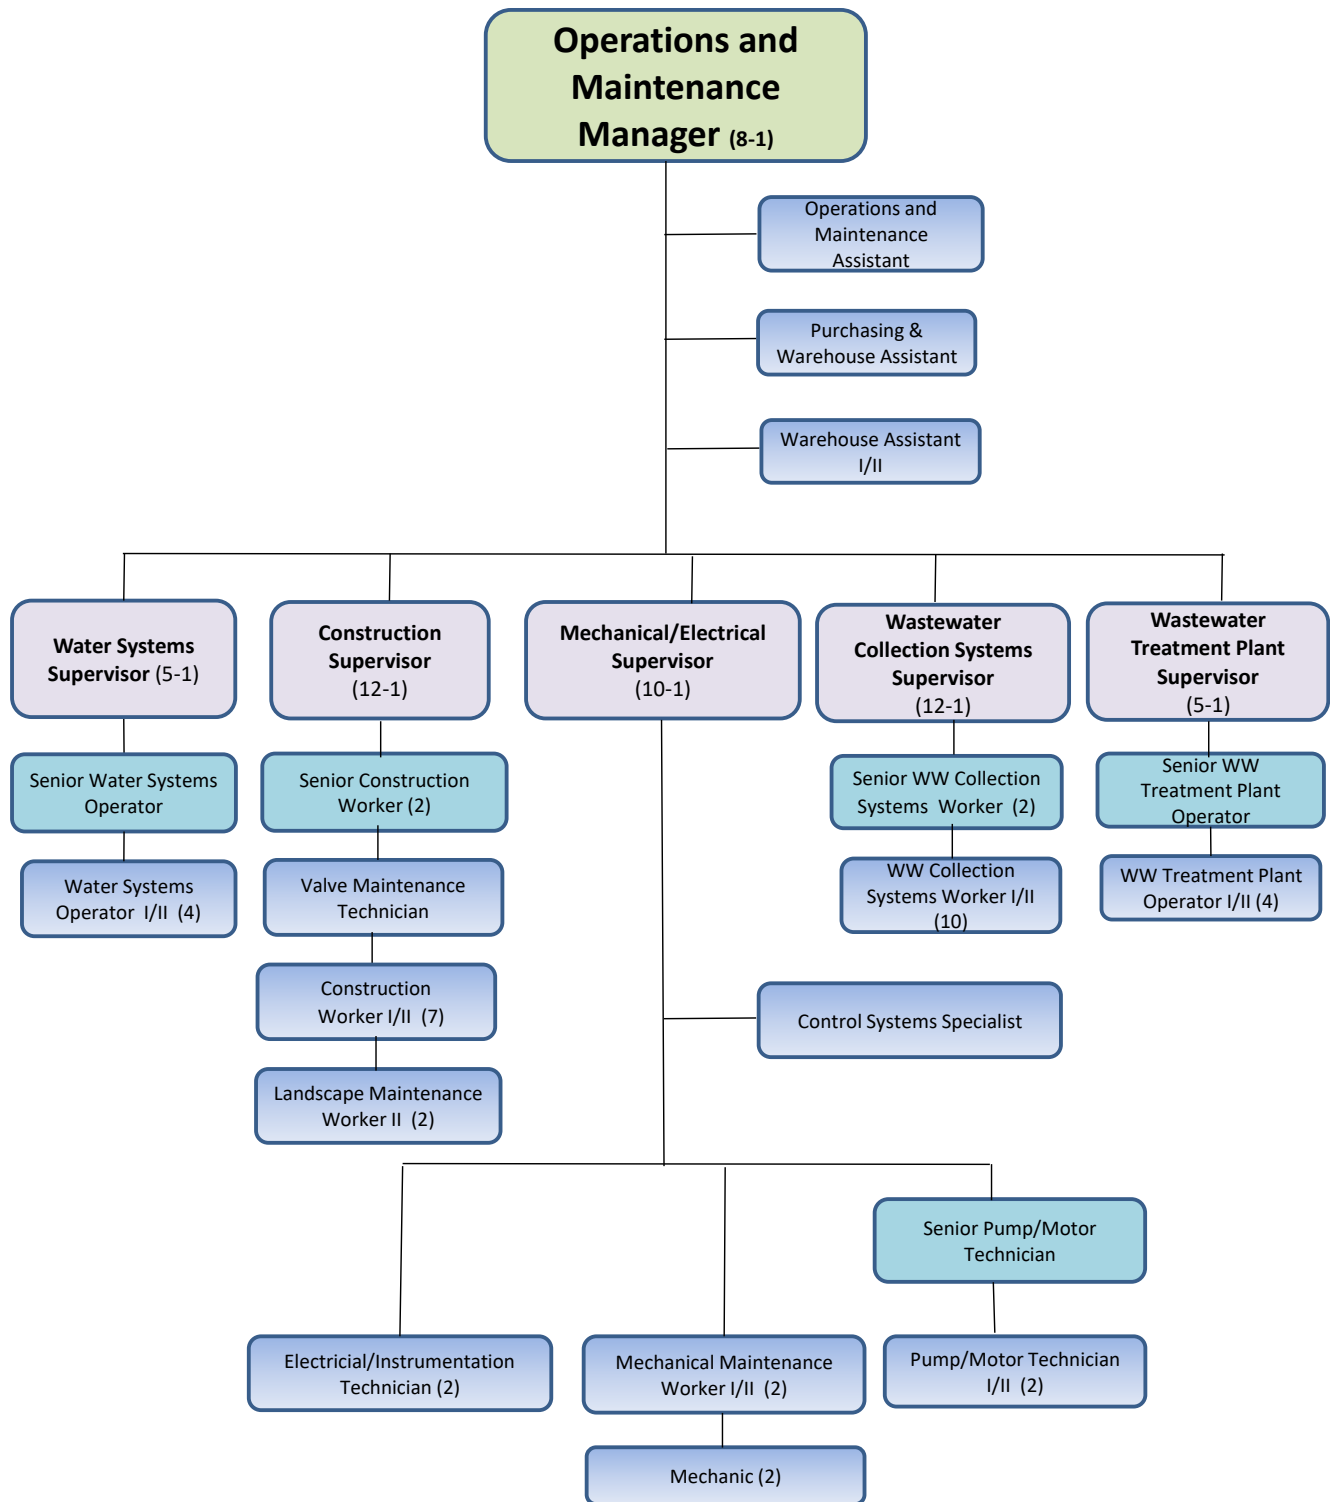 Operations and
Maintenance
Manager (8-1)
Operations and
Maintenance
Assistant
Purchasing &
Warehouse Assistant
Warehouse Assistant
I/II
Water Systems
Supervisor (5-1)
Construction
Supervisor
(12-1)
Mechanical/Electrical
Supervisor
(10-1)
Wastewater
Collection Systems
Supervisor
(12-1)
Wastewater
Treatment Plant
Supervisor
(5-1)
Senior Water Systems
Operator
Senior Construction
Worker (2)
Senior WW Collection
Systems Worker (2)
Senior WW
Treatment Plant
Operator
Water Systems
Operator I/II (4)
Valve Maintenance
Technician
WW Collection
Systems Worker I/II
(10)
WW Treatment Plant
Operator I/II (4)
Construction
Worker I/II (7)
Control Systems Specialist
Landscape Maintenance
Worker II (2)
Senior Pump/Motor
Technician
Electricial/Instrumentation
Technician (2)
Mechanical Maintenance
Worker I/II (2)
Pump/Motor Technician
I/II (2)
Mechanic (2)